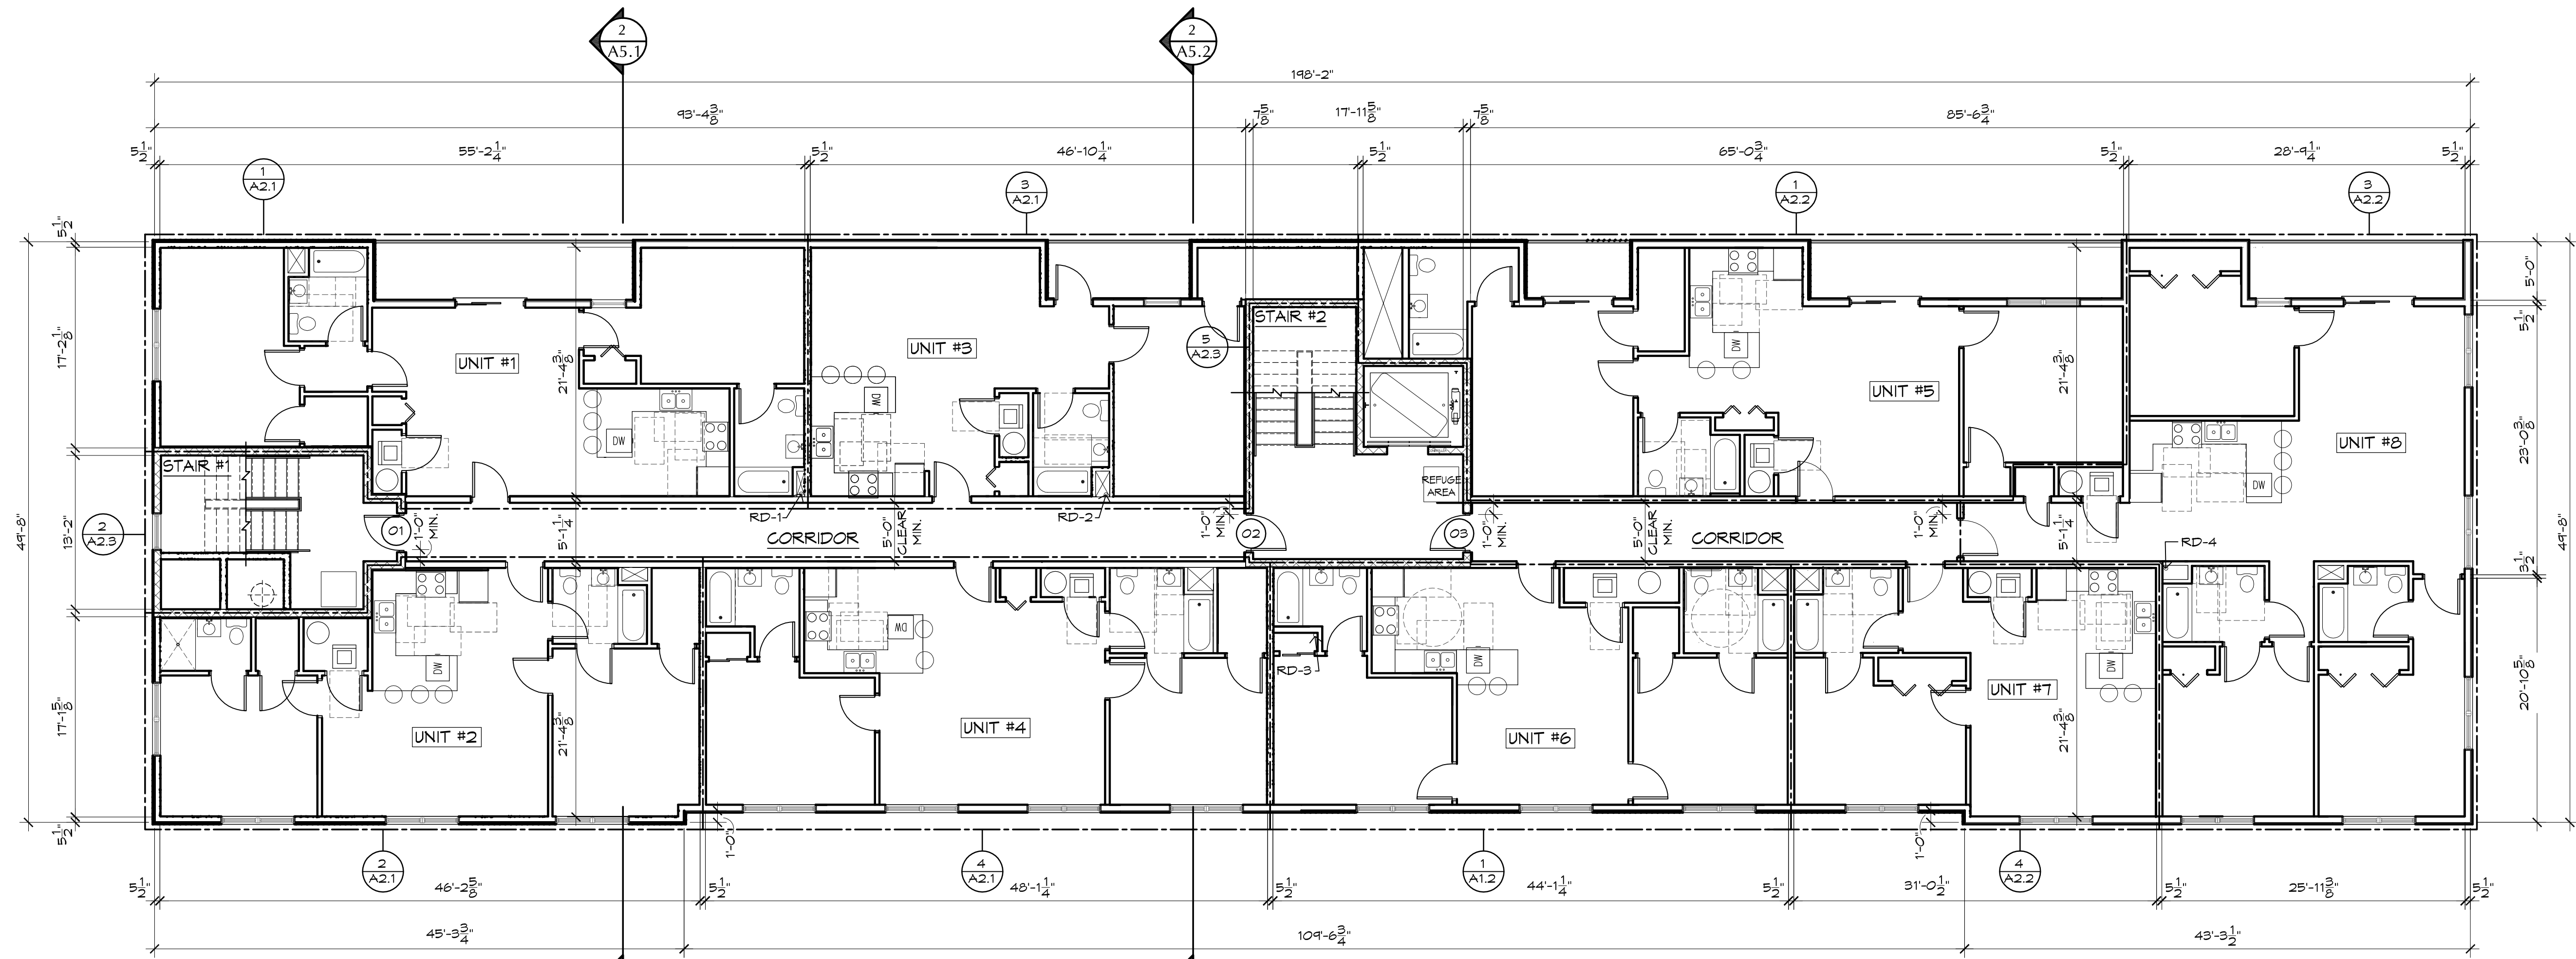 2
A5.1
2
A5.2
198'-2"
93'-4 3/8"
7 5/8"
17'-11 5/8"
7 5/8"
85'-6 3/4"
5 1/2"
55'-2 1/4"
5 1/2"
46'-10 1/4"
5 1/2"
65'-0 3/4"
5 1/2"
28'-9 1/4"
5 1/2"
1
A2.1
3
A2.1
1
A2.2
3
A2.2
5 1/2"
17'-2 1/8"
49'-8"
13'-2"
17'-1 5/8"
5 1/2"
2
A2.3
UNIT #1
21'-4 3/8"
DW
UNIT #3
DW
5
A2.3
STAIR #2
DW
UNIT #5
21'-4 3/8"
UNIT #8
DW
5'-0"
5 1/2"
23'-0 3/8"
49'-8"
3 1/2"
20'-10 5/8"
STAIR #1
REFUGE
AREA
01
1'-0"
MIN.
5'-1 1/4"
RD-1
CORRIDOR
5'-0"
CLEAR
MIN.
RD-2
1'-0"
MIN.
02
03
1'-0"
MIN.
5'-0"
CLEAR
MIN.
CORRIDOR
1'-0"
MIN.
5'-1 1/4"
RD-4
DW
UNIT #2
21'-4 3/8"
DW
UNIT #4
RD-3
DW
UNIT #6
UNIT #7
DW
21'-4 3/8"
1'-0"
1'-0"
2
A2.1
4
A2.1
1
A1.2
4
A2.2
5 1/2"
46'-2 5/8"
5 1/2"
48'-1 1/4"
5 1/2"
44'-1 1/4"
5 1/2"
31'-0 1/2"
5 1/2"
25'-11 3/8"
5 1/2"
45'-3 3/4"
109'-6 3/4"
43'-3 1/2"